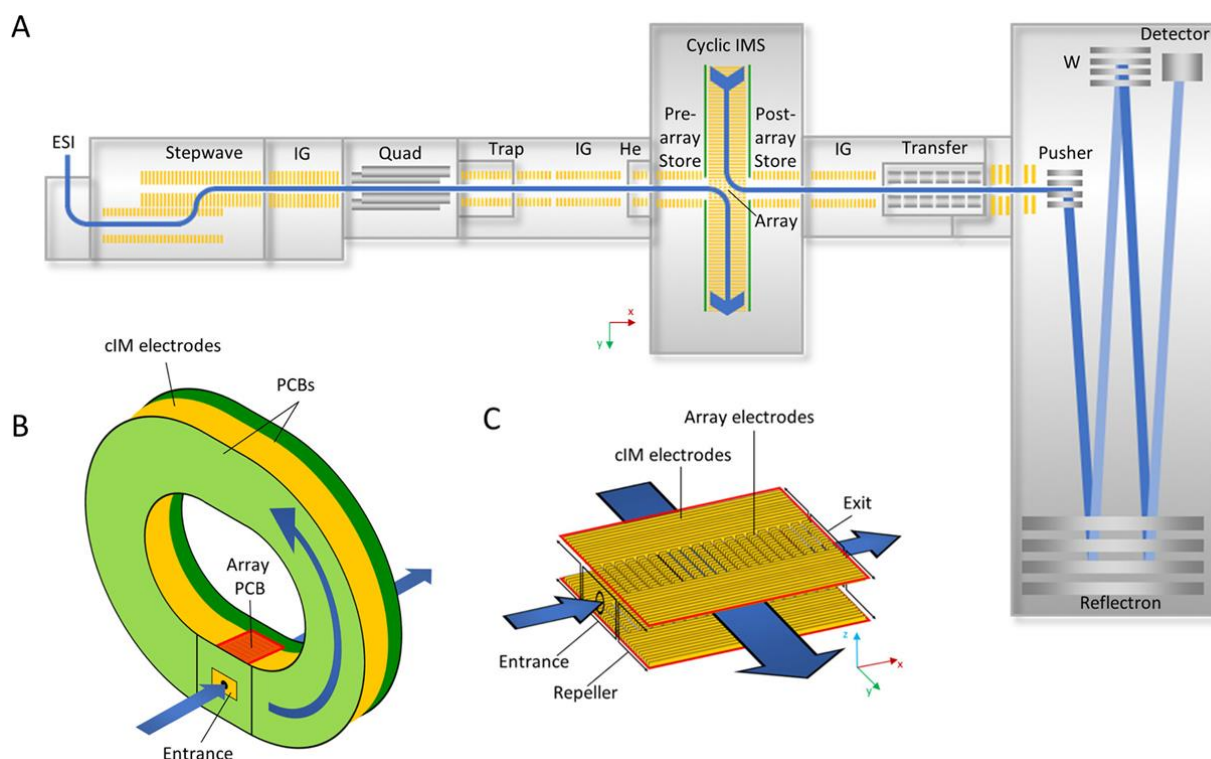 A
ESI
Stepwave
IG
Quad
Trap
IG
He
Cyclic IMS
Pre-
array
Store
Post-
array
Store
Array
IG
Transfer
Pusher
W
Detector
Reflectron
x
y
B
cIM electrodes
PCBs
Array
PCB
Entrance
C
Array electrodes
cIM electrodes
Exit
Entrance
Repeller
z
x
y